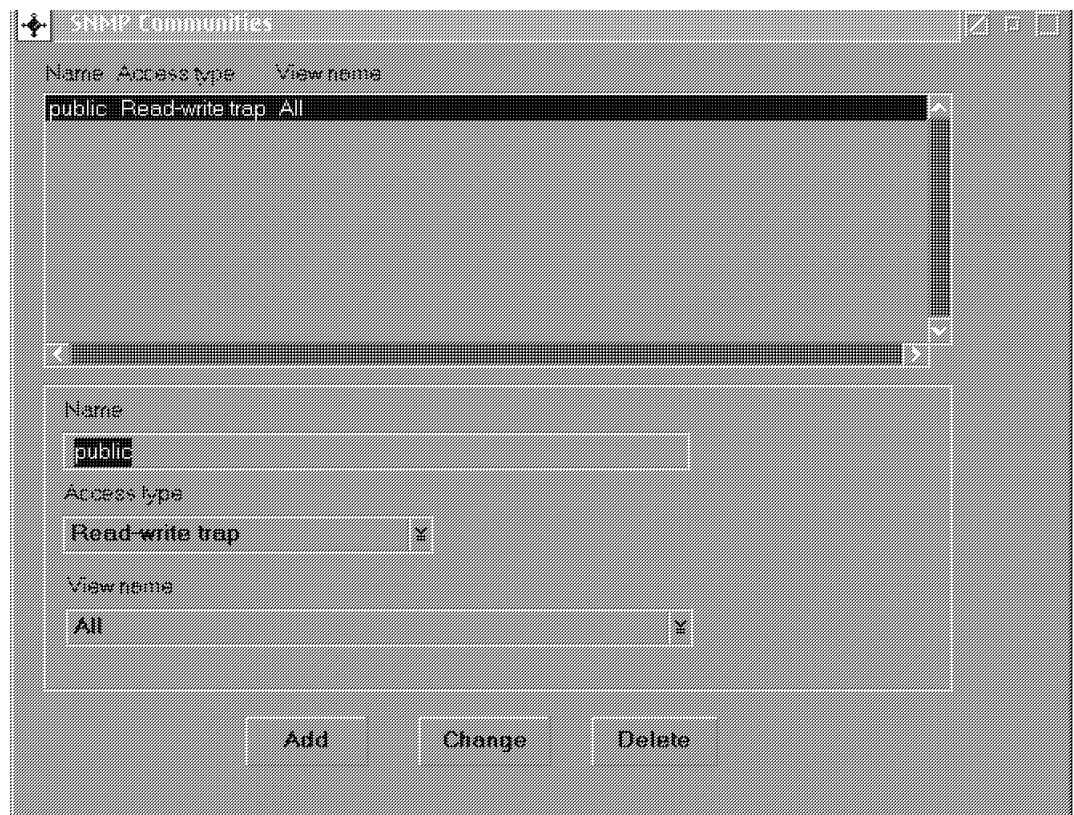 SNMP Communities
Name Access type View name
public Read-write trap All
Name
public
Access type
Read-write trap
View name
All
Add Change Delete